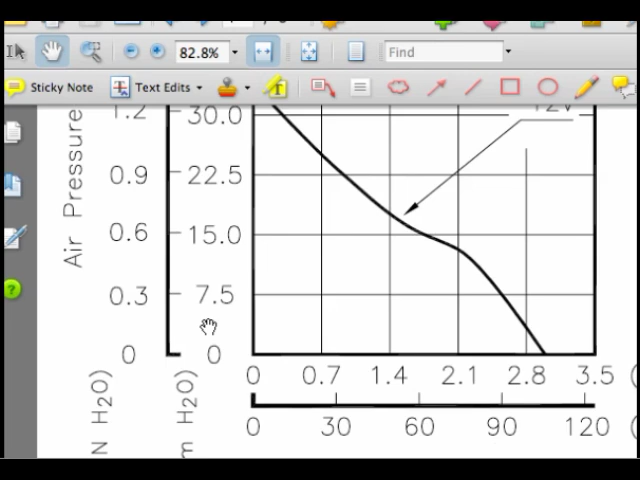 82.8%
Find
Sticky Note
Text Edits
T
Air Pressure
1.2
30.0
12V
0.9
22.5
0.6
15.0
0.3
7.5
0
0
N H2O)
m H2O)
0 0.7 1.4 2.1 2.8 3.5 (
0 30 60 90 120 (